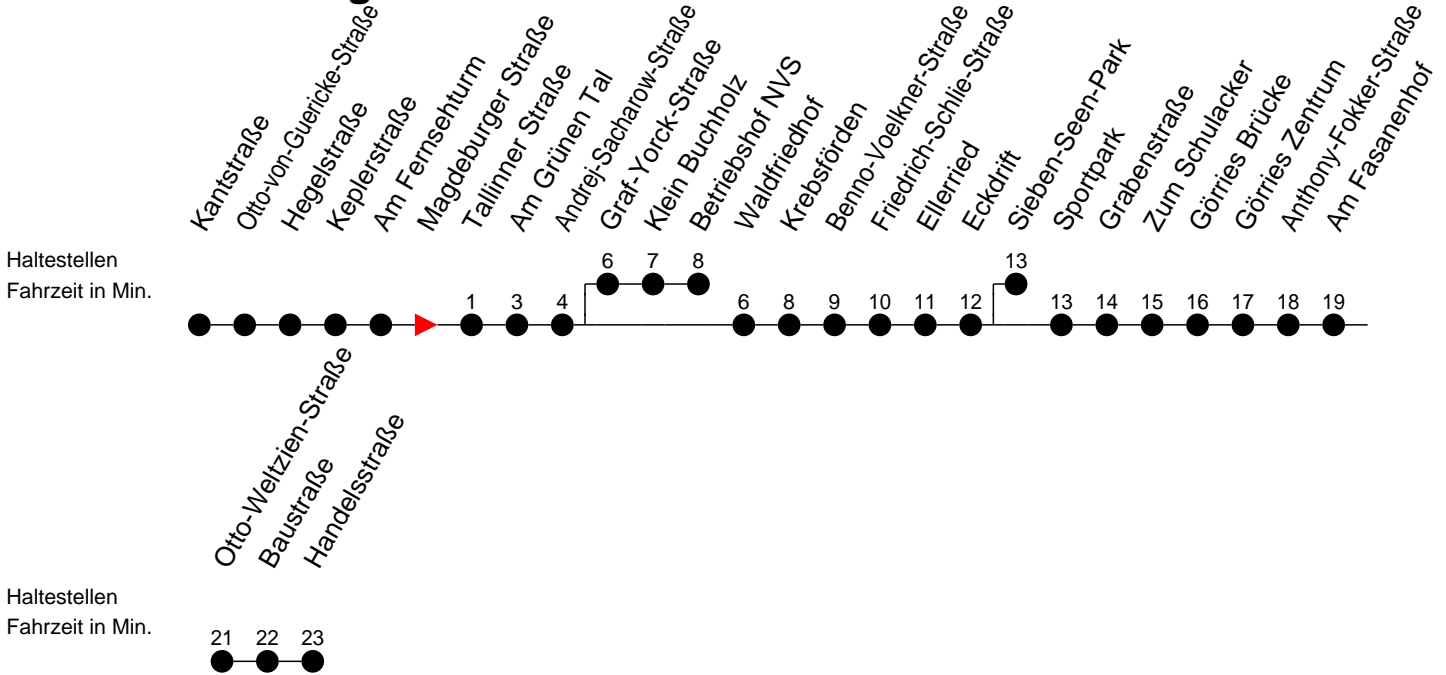 Kantstraße
Otto-von-Guericke-Straße
Hegelstraße
Keplerstraße
Am Fernsehturm
Magdeburger Straße
Tallinner Straße
Am Grünen Tal
Andrej-Sacharow-Straße
Graf-Yorck-Straße
Klein Buchholz
Betriebshof NVS
Waldfriedhof
Krebsförden
Benno-Voelkner-Straße
Friedrich-Schlie-Straße
Ellerried
Eckdrift
Sieben-Seen-Park
Sportpark
Grabenstraße
Zum Schulacker
Görries Brücke
Görries Zentrum
Anthony-Fokker-Straße
Am Fasanenhof
Haltestellen
Fahrzeit in Min.
6 7 8 13
1 3 4 6 8 9 10 11 12 13 14 15 16 17 18 19
Otto-Weltzien-Straße
Baustraße
Handelsstraße
Haltestellen
Fahrzeit in Min.
21 22 23